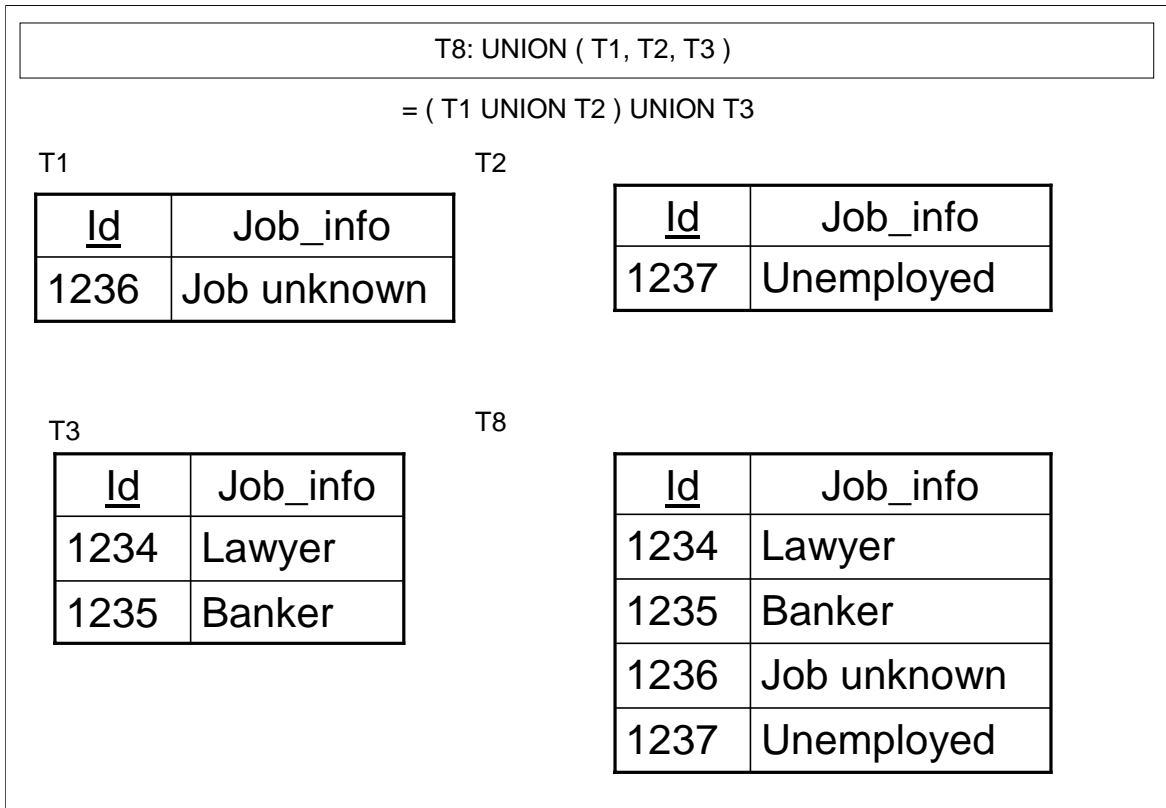 T8: UNION ( T1, T2, T3 )
= ( T1 UNION T2 ) UNION T3
T1
Id Job_info
1236 Job unknown
T2
Id Job_info
1237 Unemployed
T3
Id Job_info
1234 Lawyer
1235 Banker
T8
Id Job_info
1234 Lawyer
1235 Banker
1236 Job unknown
1237 Unemployed